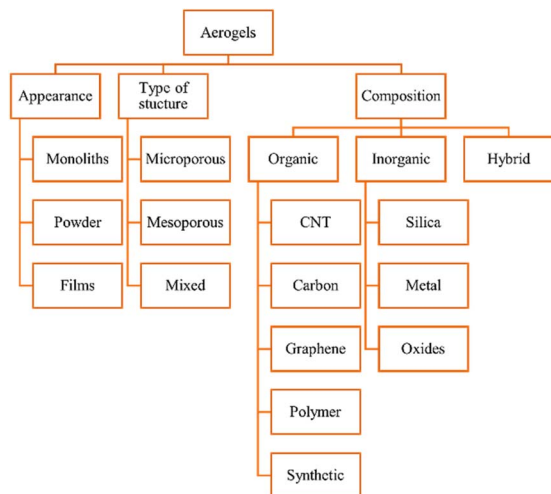 Aerogels
Appearance
Type of
stucture
Composition
Monoliths
Microporous
Organic
Inorganic
Hybrid
Powder
Mesoporous
CNT
Silica
Films
Mixed
Carbon
Metal
Graphene
Oxides
Polymer
Synthetic